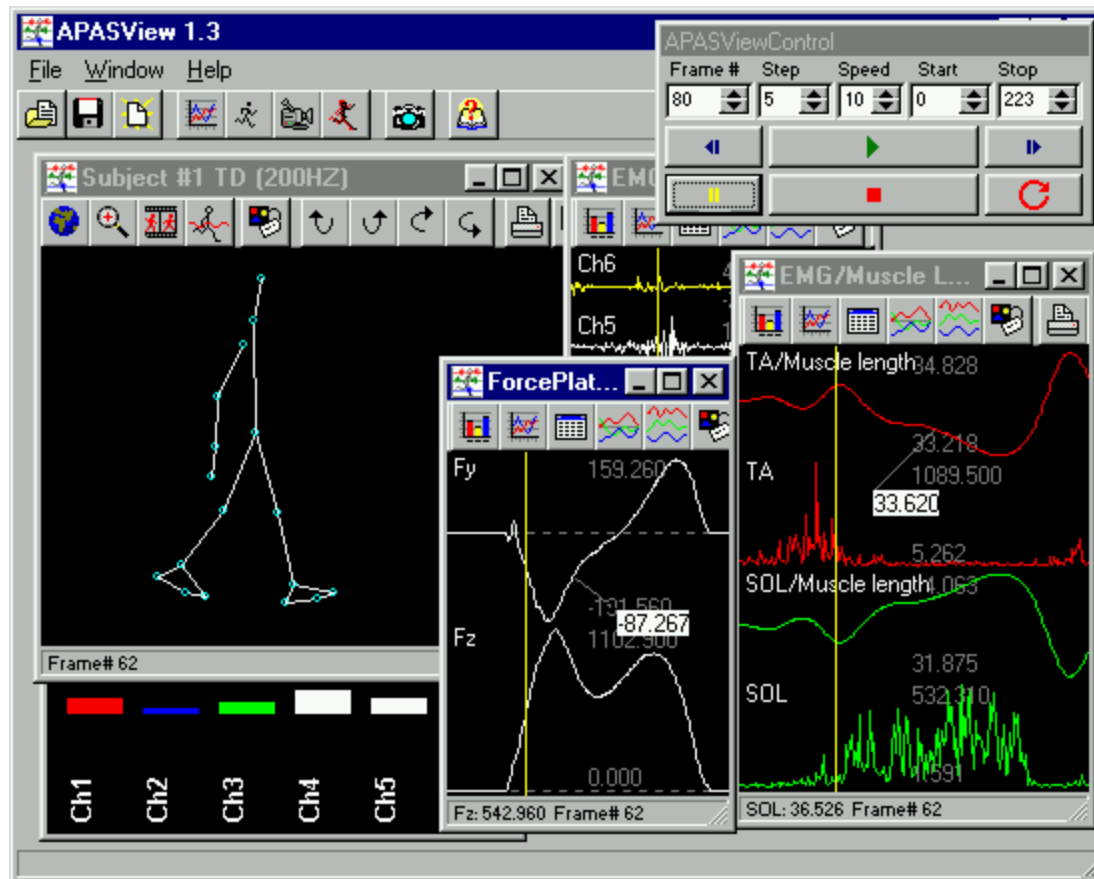 APASView 1.3
File Window Help
APASViewControl
Frame # Step Speed Start Stop
80 5 10 0 223
Subject #1 TD (200HZ)
Frame# 62
Ch1 Ch2 Ch3 Ch4 Ch5
Ch6
Ch5
ForcePlat...
Fy 159.260
-87.267
Fz 1102.900
0.000
Fz: 542.960 Frame# 62
EMG/Muscle L...
TA/Muscle length 34.828
33.218
TA 1089.500
33.620
5.262
SOL/Muscle length
31.875
SOL 532.310
SOL: 36.526 Frame# 62